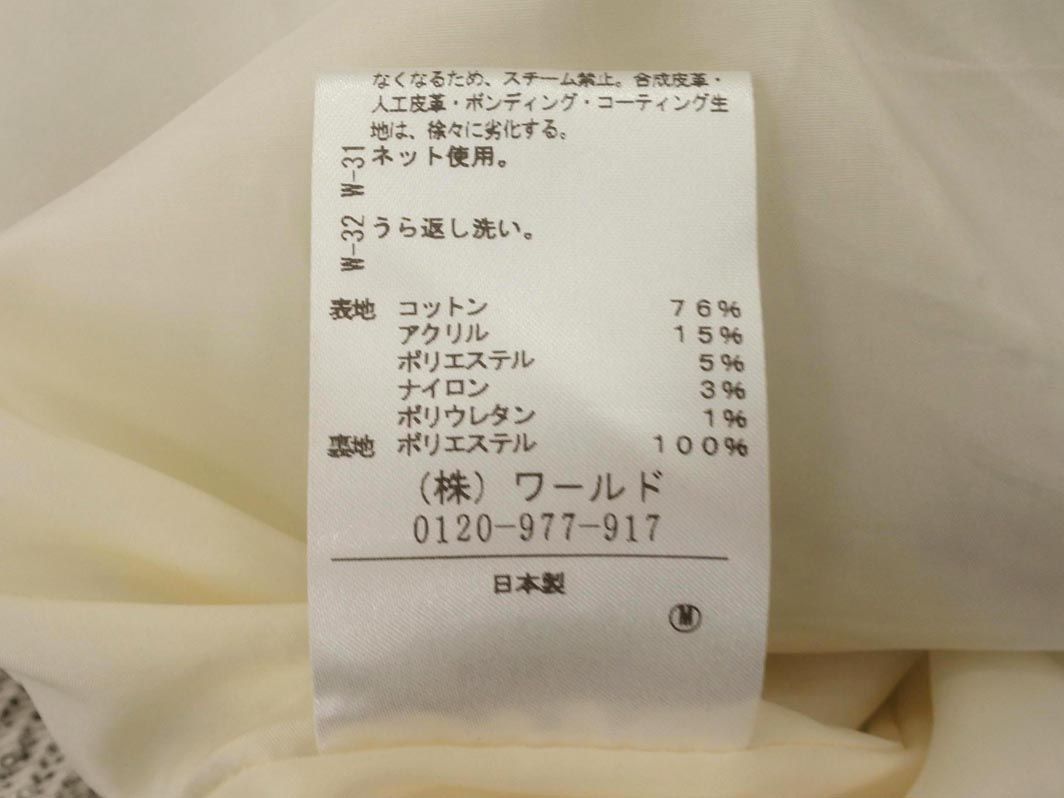 なくなるため、スチーム禁止。合成皮革・
人工皮革・ボンディング・コーティング生
地は、徐々に劣化する。
W-31 ネット使用。
W-32 うら返し洗い。
表地 コットン 76%
アクリル 15%
ポリエステル 5%
ナイロン 3%
ポリウレタン 1%
裏地 ポリエステル 100%
(株) ワールド
0120-977-917
日本製
M